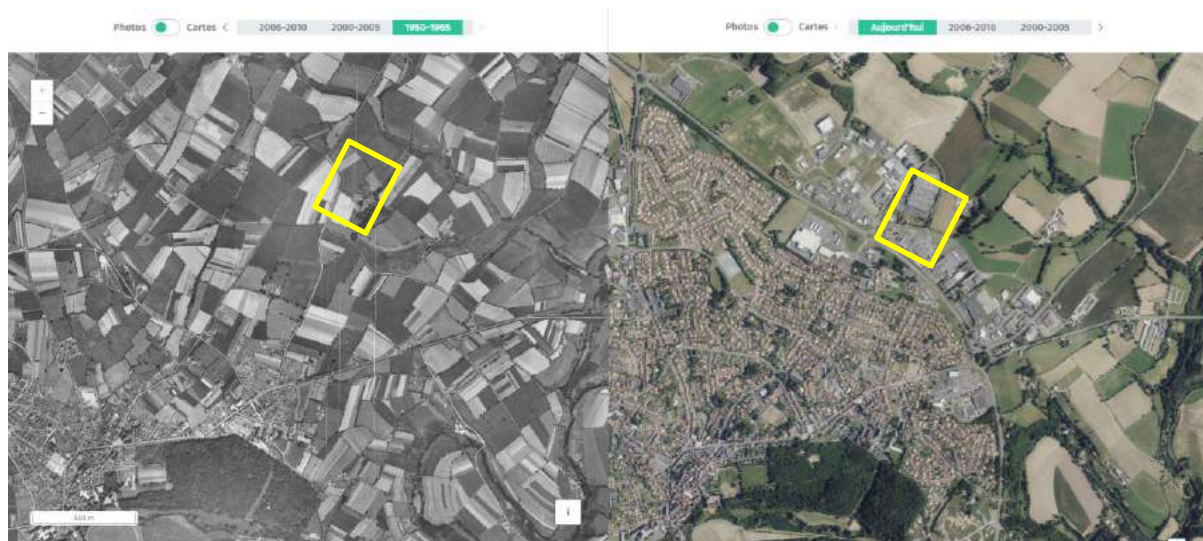 Photos Cartes < 2006-2010 2000-2005 1950-1965 >
Photos Cartes < Aujourd'hui 2006-2010 2000-2005 >
+
−
i